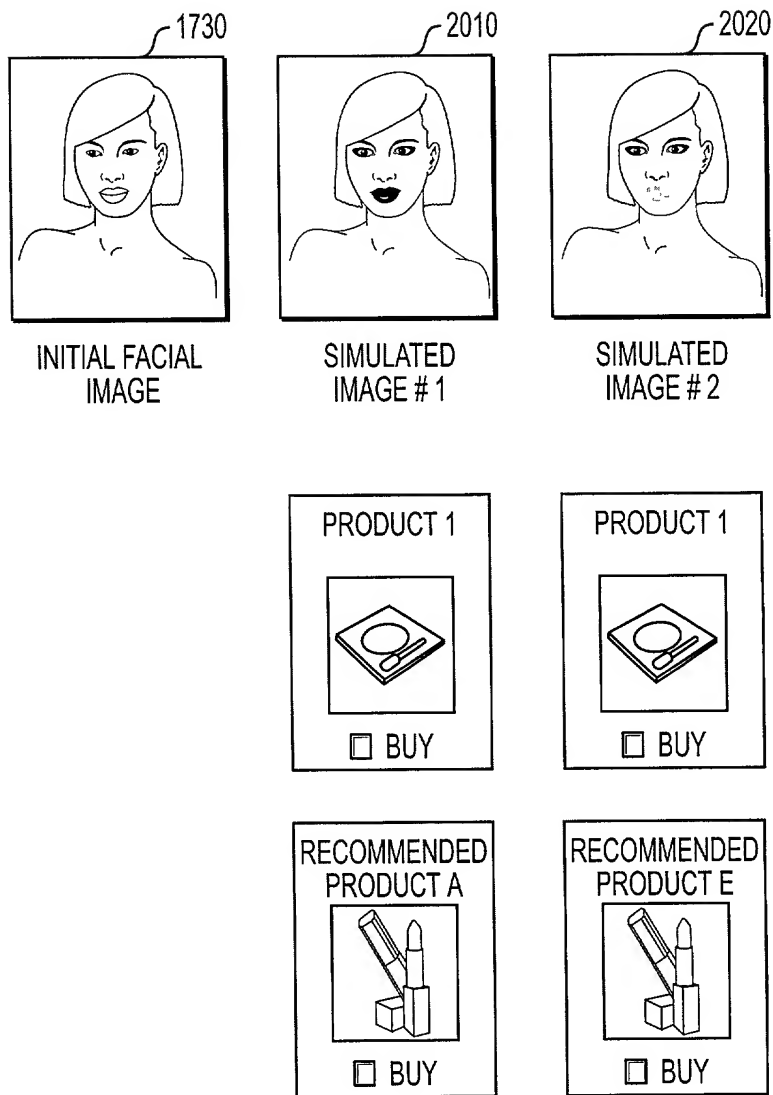 1730
2010
2020
INITIAL FACIAL
IMAGE
SIMULATED
IMAGE # 1
SIMULATED
IMAGE # 2
PRODUCT 1
BUY
PRODUCT 1
BUY
RECOMMENDED
PRODUCT A
BUY
RECOMMENDED
PRODUCT E
BUY